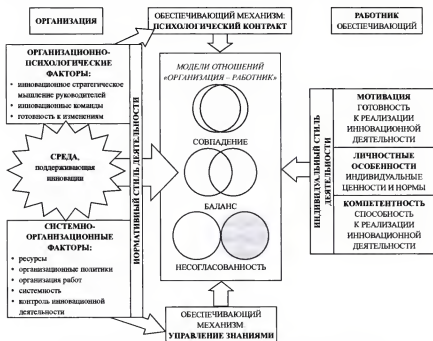 ОРГАНИЗАЦИЯ
ОБЕСПЕЧИВАЮЩИЙ МЕХАНИЗМ:
ПСИХОЛОГИЧЕСКИЙ КОНТРАКТ
РАБОТНИК
ОБЕСПЕЧИВАЮЩИЙ
ОРГАНИЗАЦИОННО-
ПСИХОЛОГИЧЕСКИЕ
ФАКТОРЫ:
• инновационное стратегическое
мышление руководителей
• инновационные команды
• готовность к изменениям
СРЕДА,
поддерживающая
инновации
СИСТЕМНО-
ОРГАНИЗАЦИОННЫЕ
ФАКТОРЫ:
• ресурсы
• организационные политики
• организация работ
• системность
• контроль инновационной
деятельности
НОРМАТИВНЫЙ СТИЛЬ ДЕЯТЕЛЬНОСТИ
МОДЕЛИ ОТНОШЕНИЙ
«ОРГАНИЗАЦИЯ – РАБОТНИК»
СОВПАДЕНИЕ
БАЛАНС
НЕСОГЛАСОВАННОСТЬ
ОБЕСПЕЧИВАЮЩИЙ
МЕХАНИЗМ
УПРАВЛЕНИЕ ЗНАНИЯМИ
ИНДИВИДУАЛЬНЫЙ СТИЛЬ
ДЕЯТЕЛЬНОСТИ
МОТИВАЦИЯ
ГОТОВНОСТЬ
К РЕАЛИЗАЦИИ
ИННОВАЦИОННОЙ
ДЕЯТЕЛЬНОСТИ
ЛИЧНОСТНЫЕ
ОСОБЕННОСТИ
ИНДИВИДУАЛЬНЫЕ
ЦЕННОСТИ И НОРМЫ
КОМПЕТЕНТНОСТЬ
СПОСОБНОСТЬ
К РЕАЛИЗАЦИИ
ИННОВАЦИОННОЙ
ДЕЯТЕЛЬНОСТИ